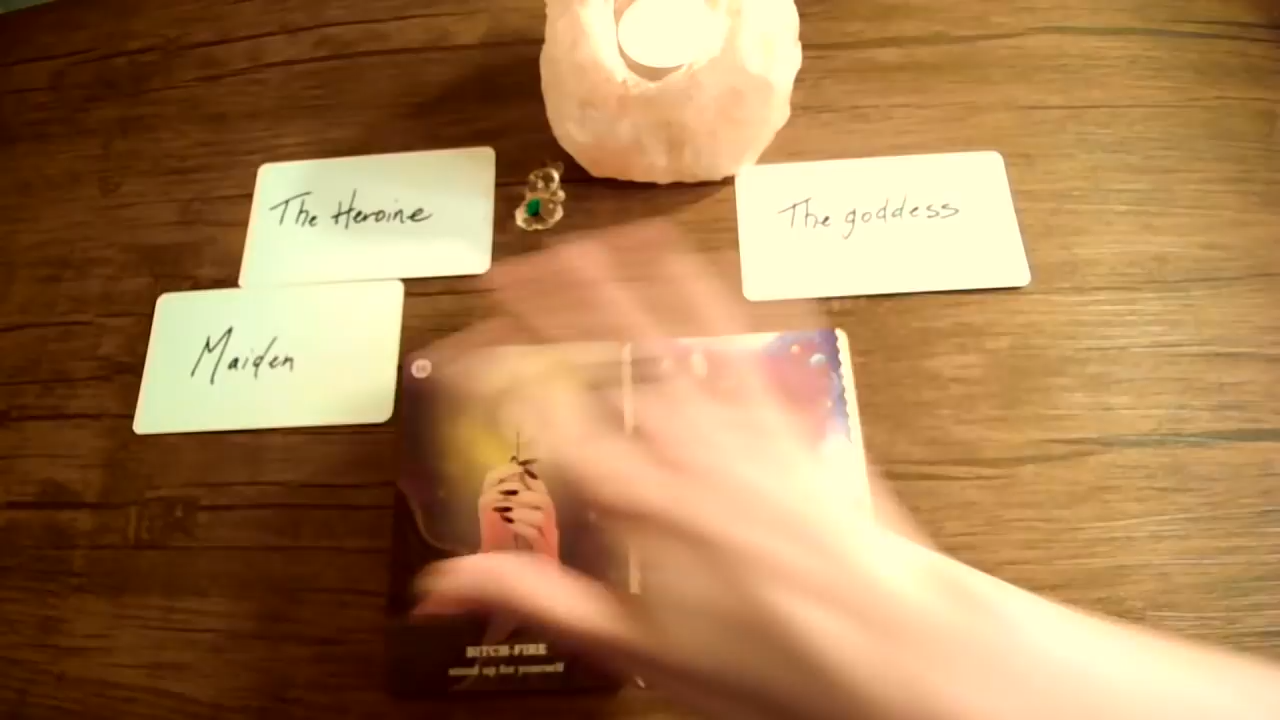 The Heroine
The goddess
Maiden
BITCH-FIRE
stand up for yourself